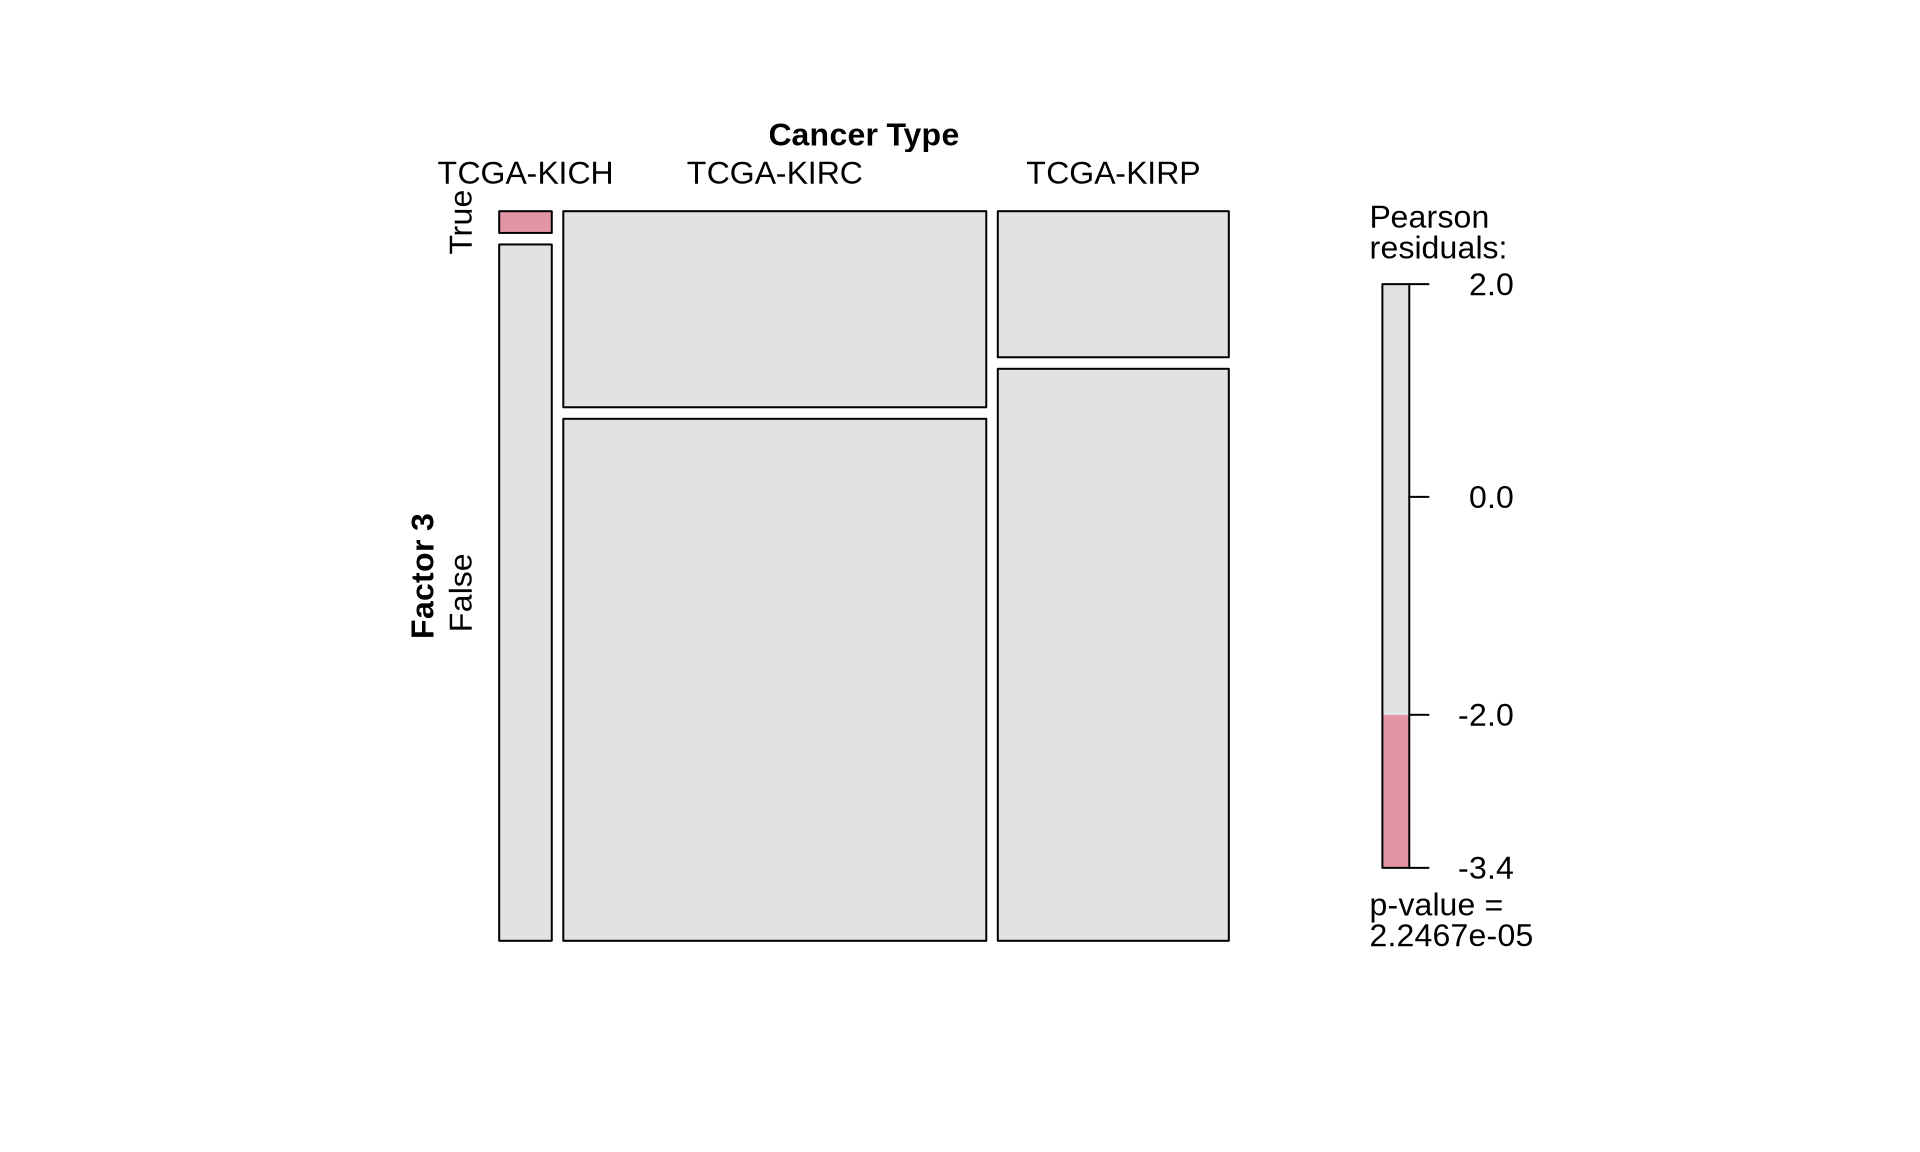 Cancer Type
TCGA-KICH
TCGA-KIRC
TCGA-KIRP
Factor 3
True
False
Pearson
residuals:
2.0
0.0
-2.0
-3.4
p-value =
2.2467e-05